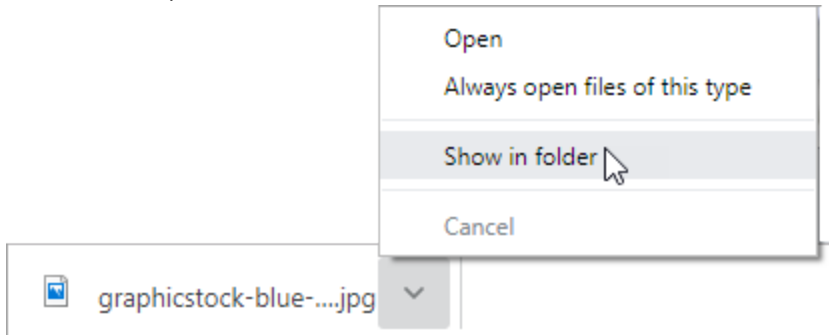 Open
Always open files of this type
Show in folder
Cancel
graphicstock-blue-....jpg